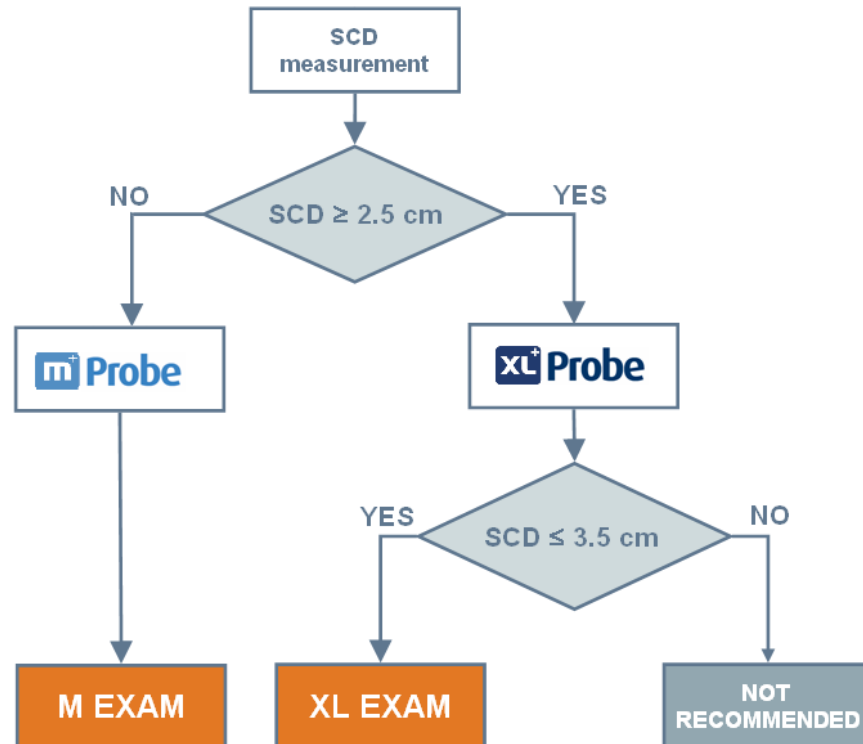 SCD
measurement
NO
YES
SCD ≥ 2.5 cm
m+ Probe
XL+ Probe
YES
NO
SCD ≤ 3.5 cm
M EXAM
XL EXAM
NOT
RECOMMENDED